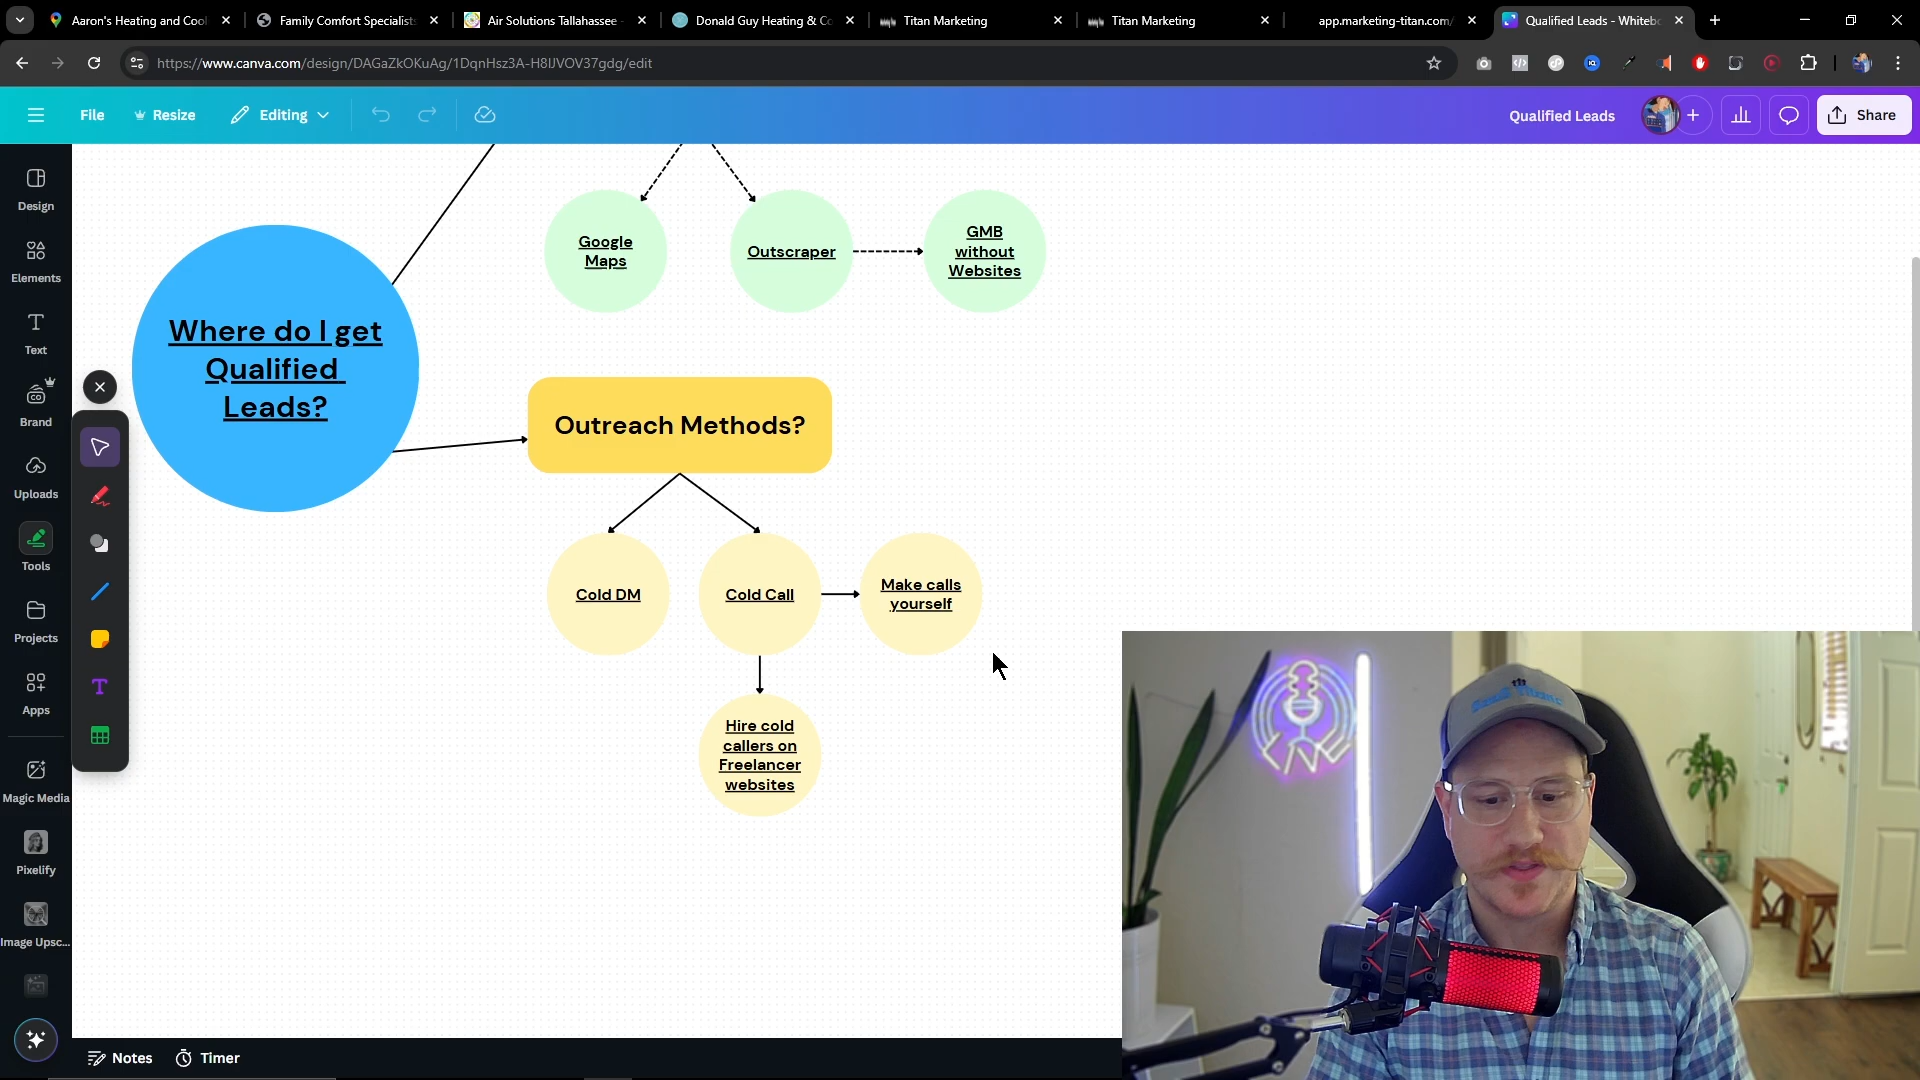 Aaron's Heating and Cool
Family Comfort Specialists
Air Solutions Tallahassee -
Donald Guy Heating & Co
Titan Marketing
Titan Marketing
app.marketing-titan.com/
Qualified Leads - Whitebo
https://www.canva.com/design/DAGaZkOKuAg/1DqnHsz3A-H8IJVOV37gdg/edit
File
Resize
Editing
Qualified Leads
Share
Design
Elements
Text
Brand
Uploads
Tools
Projects
Apps
Magic Media
Pixelify
Image Upsc...
Google
Maps
Outscraper
GMB
without
Websites
Where do I get
Qualified
Leads?
Outreach Methods?
Cold DM
Cold Call
Make calls
yourself
Hire cold
callers on
Freelancer
websites
LIVE
Notes
Timer